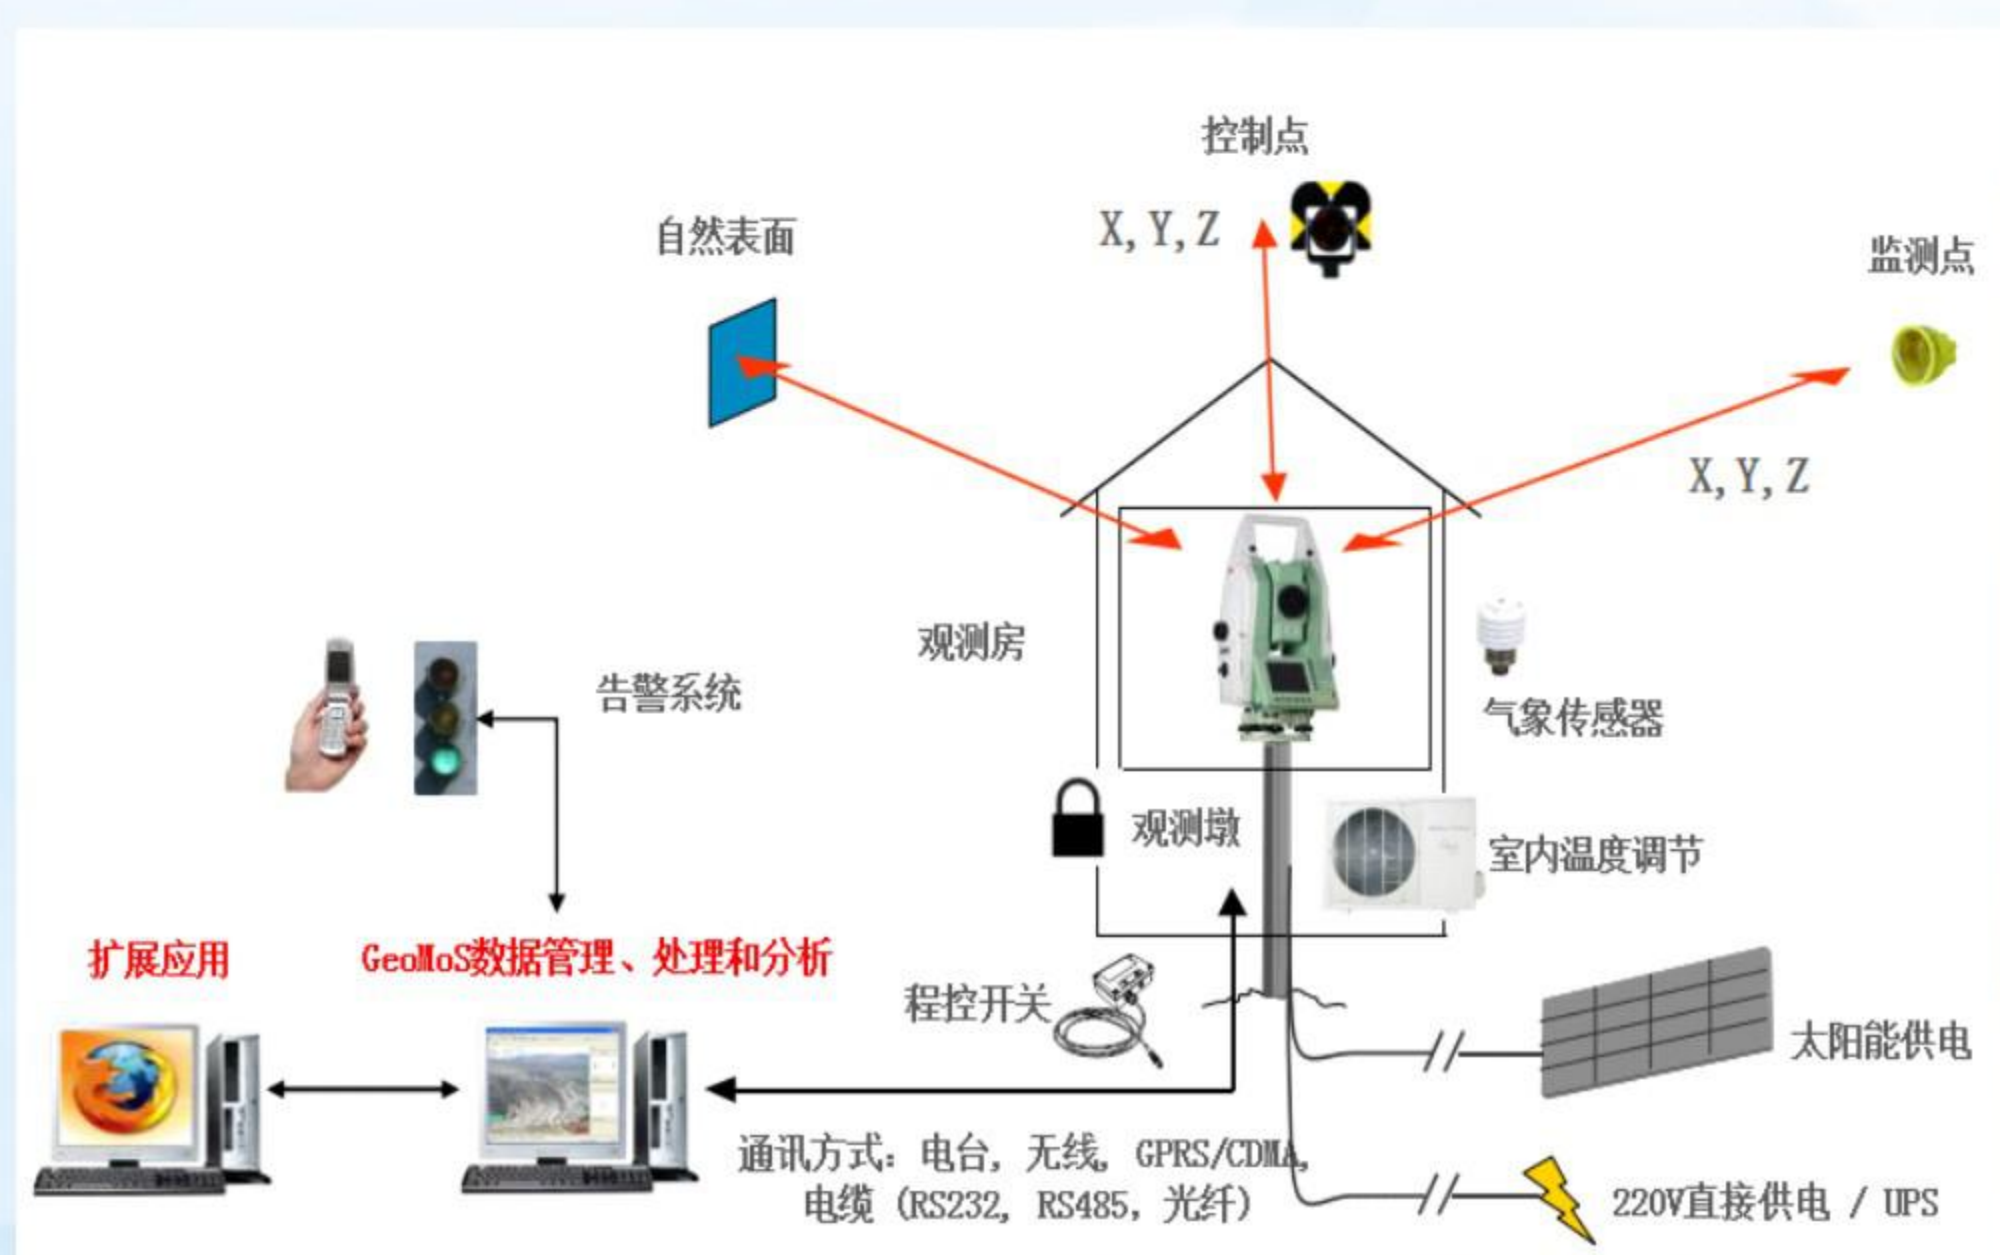 控制点
X, Y, Z
自然表面
监测点
X, Y, Z
观测房
告警系统
气象传感器
观测墩
室内温度调节
扩展应用
GeoMoS数据管理、处理和分析
程控开关
太阳能供电
通讯方式：电台, 无线, GPRS/CDMA,
电缆 (RS232, RS485, 光纤)
220V直接供电 / UPS